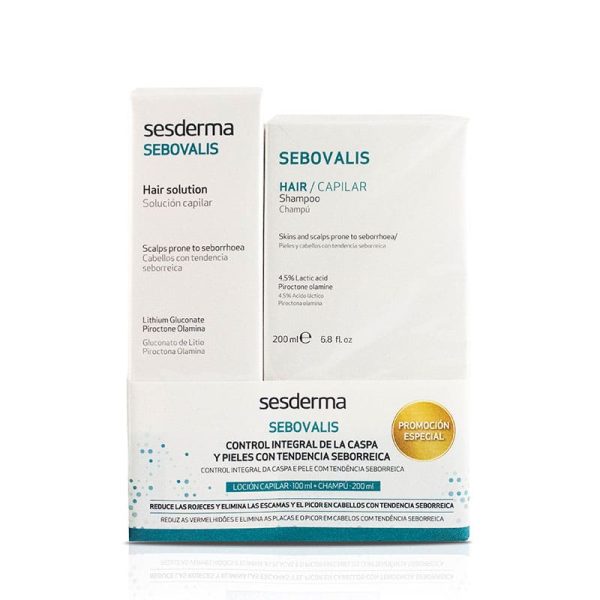 sesderma
SEBOVALIS
Hair solution
Solución capilar
Scalps prone to seborrhoea
Cabellos con tendencia
seborreica
Lithium Gluconate
Piroctone Olamina
Gluconato de Litio
Piroctona Olamina
SEBOVALIS
HAIR / CAPILAR
Shampoo
Champú
Skins and scalps prone to seborrhoea/
Pieles y cabellos con tendencia seborreica
4.5% Lactic acid
Piroctone olamine
4.5% Acido láctico
Piroctona olamina
200 ml e 6.8 fl. oz
sesderma
SEBOVALIS
CONTROL INTEGRAL DE LA CASPA
Y PIELES CON TENDENCIA SEBORREICA
CONTROL INTEGRAL DA CASPA E PELE COM TENDÊNCIA SEBORREICA
LOCIÓN CAPILAR · 100 ml • CHAMPÚ · 200 ml
PROMOCIÓN
ESPECIAL
REDUCE LAS ROJECES Y ELIMINA LAS ESCAMAS Y EL PICOR EN CABELLOS CON TENDENCIA SEBORREICA
REDUZ AS VERMELHIDÕES E ELIMINA AS PLACAS E O PICOR EM CABELOS COM TENDÊNCIA SEBORREICA